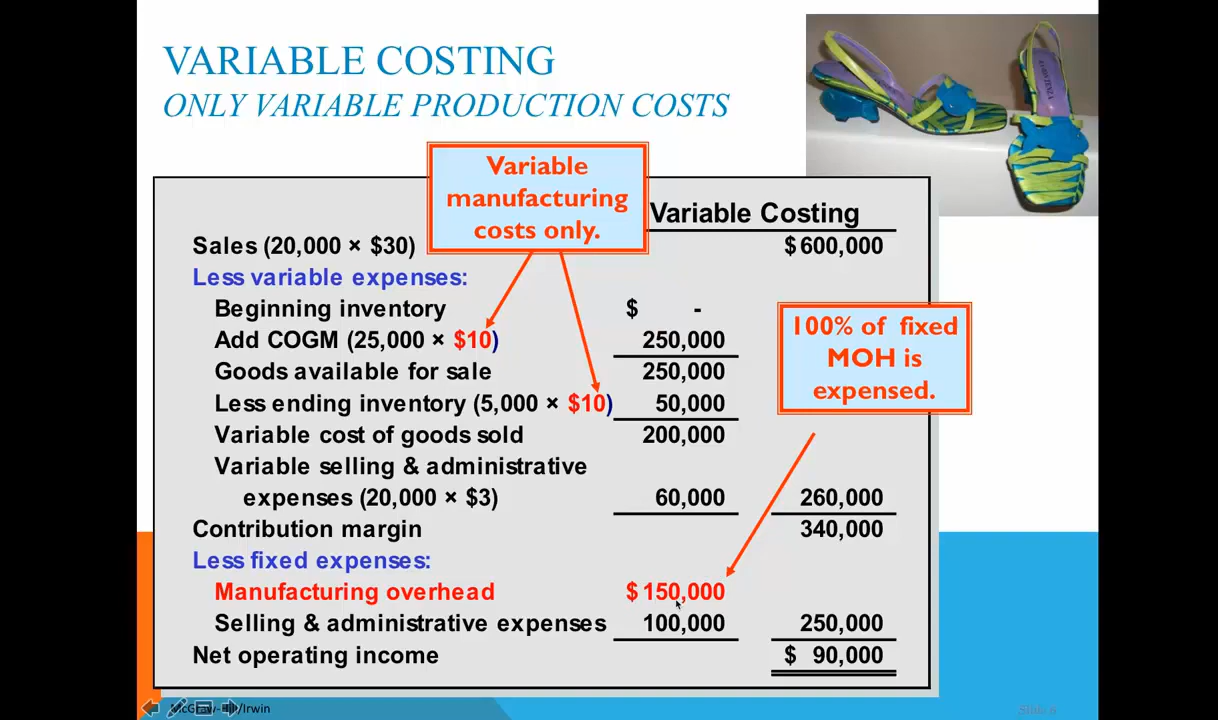 VARIABLE COSTING
ONLY VARIABLE PRODUCTION COSTS
Variable
manufacturing
costs only.
Variable Costing
Sales (20,000 × $30) $ 600,000
Less variable expenses:
Beginning inventory $ -
Add COGM (25,000 × $10) 250,000
Goods available for sale 250,000
Less ending inventory (5,000 × $10) 50,000
Variable cost of goods sold 200,000
Variable selling & administrative
expenses (20,000 × $3) 60,000 260,000
Contribution margin 340,000
Less fixed expenses:
Manufacturing overhead $ 150,000
Selling & administrative expenses 100,000 250,000
Net operating income $ 90,000
100% of fixed
MOH is
expensed.
McGraw-Hill/Irwin
Slide 6